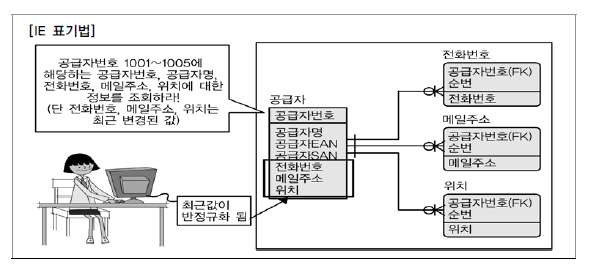 [IE 표기법]
공급자번호 1001~1005에
해당하는 공급자번호, 공급자명,
전화번호, 메일주소, 위치에 대한
정보를 조회하라!
(단 전화번호, 메일주소, 위치는
최근 변경된 값)
최근값이
반정규화 됨
공급자
공급자번호
공급자명
공급자EAN
공급자SAN
전화번호
메일주소
위치
전화번호
공급자번호(FK)
순번
전화번호
메일주소
공급자번호(FK)
순번
메일주소
위치
공급자번호(FK)
순번
위치